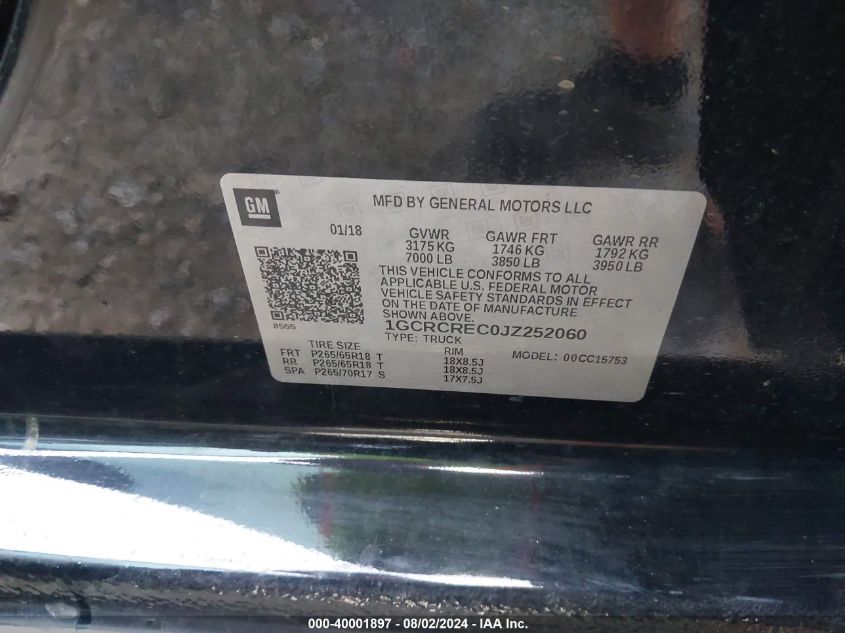 GM
MFD BY GENERAL MOTORS LLC
01/18 GVWR GAWR FRT GAWR RR
3175 KG 1746 KG 1792 KG
7000 LB 3850 LB 3950 LB
THIS VEHICLE CONFORMS TO ALL
APPLICABLE U.S. FEDERAL MOTOR
VEHICLE SAFETY STANDARDS IN EFFECT
ON THE DATE OF MANUFACTURE
SHOWN ABOVE.
8555
1GCRCREC0JZ252060
TYPE: TRUCK
TIRE SIZE RIM MODEL: 00CC15753
FRT P265/65R18 T 18X8.5J
RR P265/65R18 T 18X8.5J
SPA P265/70R17 S 17X7.5J
000-40001897 - 08/02/2024 - IAA Inc.